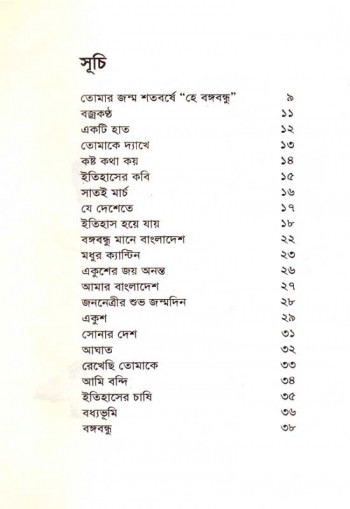 সূচি
তোমার জন্ম শতবর্ষে “হে বঙ্গবন্ধু” ৯
বজ্রকণ্ঠ ১১
একটি হাত ১২
তোমাকে দ্যাখে ১৩
কষ্ট কথা কয় ১৪
ইতিহাসের কবি ১৫
সাতই মার্চ ১৬
যে দেশেতে ১৭
ইতিহাস হয়ে যায় ১৮
বঙ্গবন্ধু মানে বাংলাদেশ ২২
মধুর ক্যান্টিন ২৩
একুশের জয় অনন্ত ২৬
আমার বাংলাদেশ ২৭
জননেত্রীর শুভ জন্মদিন ২৮
একুশ ২৯
সোনার দেশ ৩১
আঘাত ৩২
রেখেছি তোমাকে ৩৩
আমি বন্দি ৩৪
ইতিহাসের চাষি ৩৫
বধ্যভূমি ৩৬
বঙ্গবন্ধু ৩৮